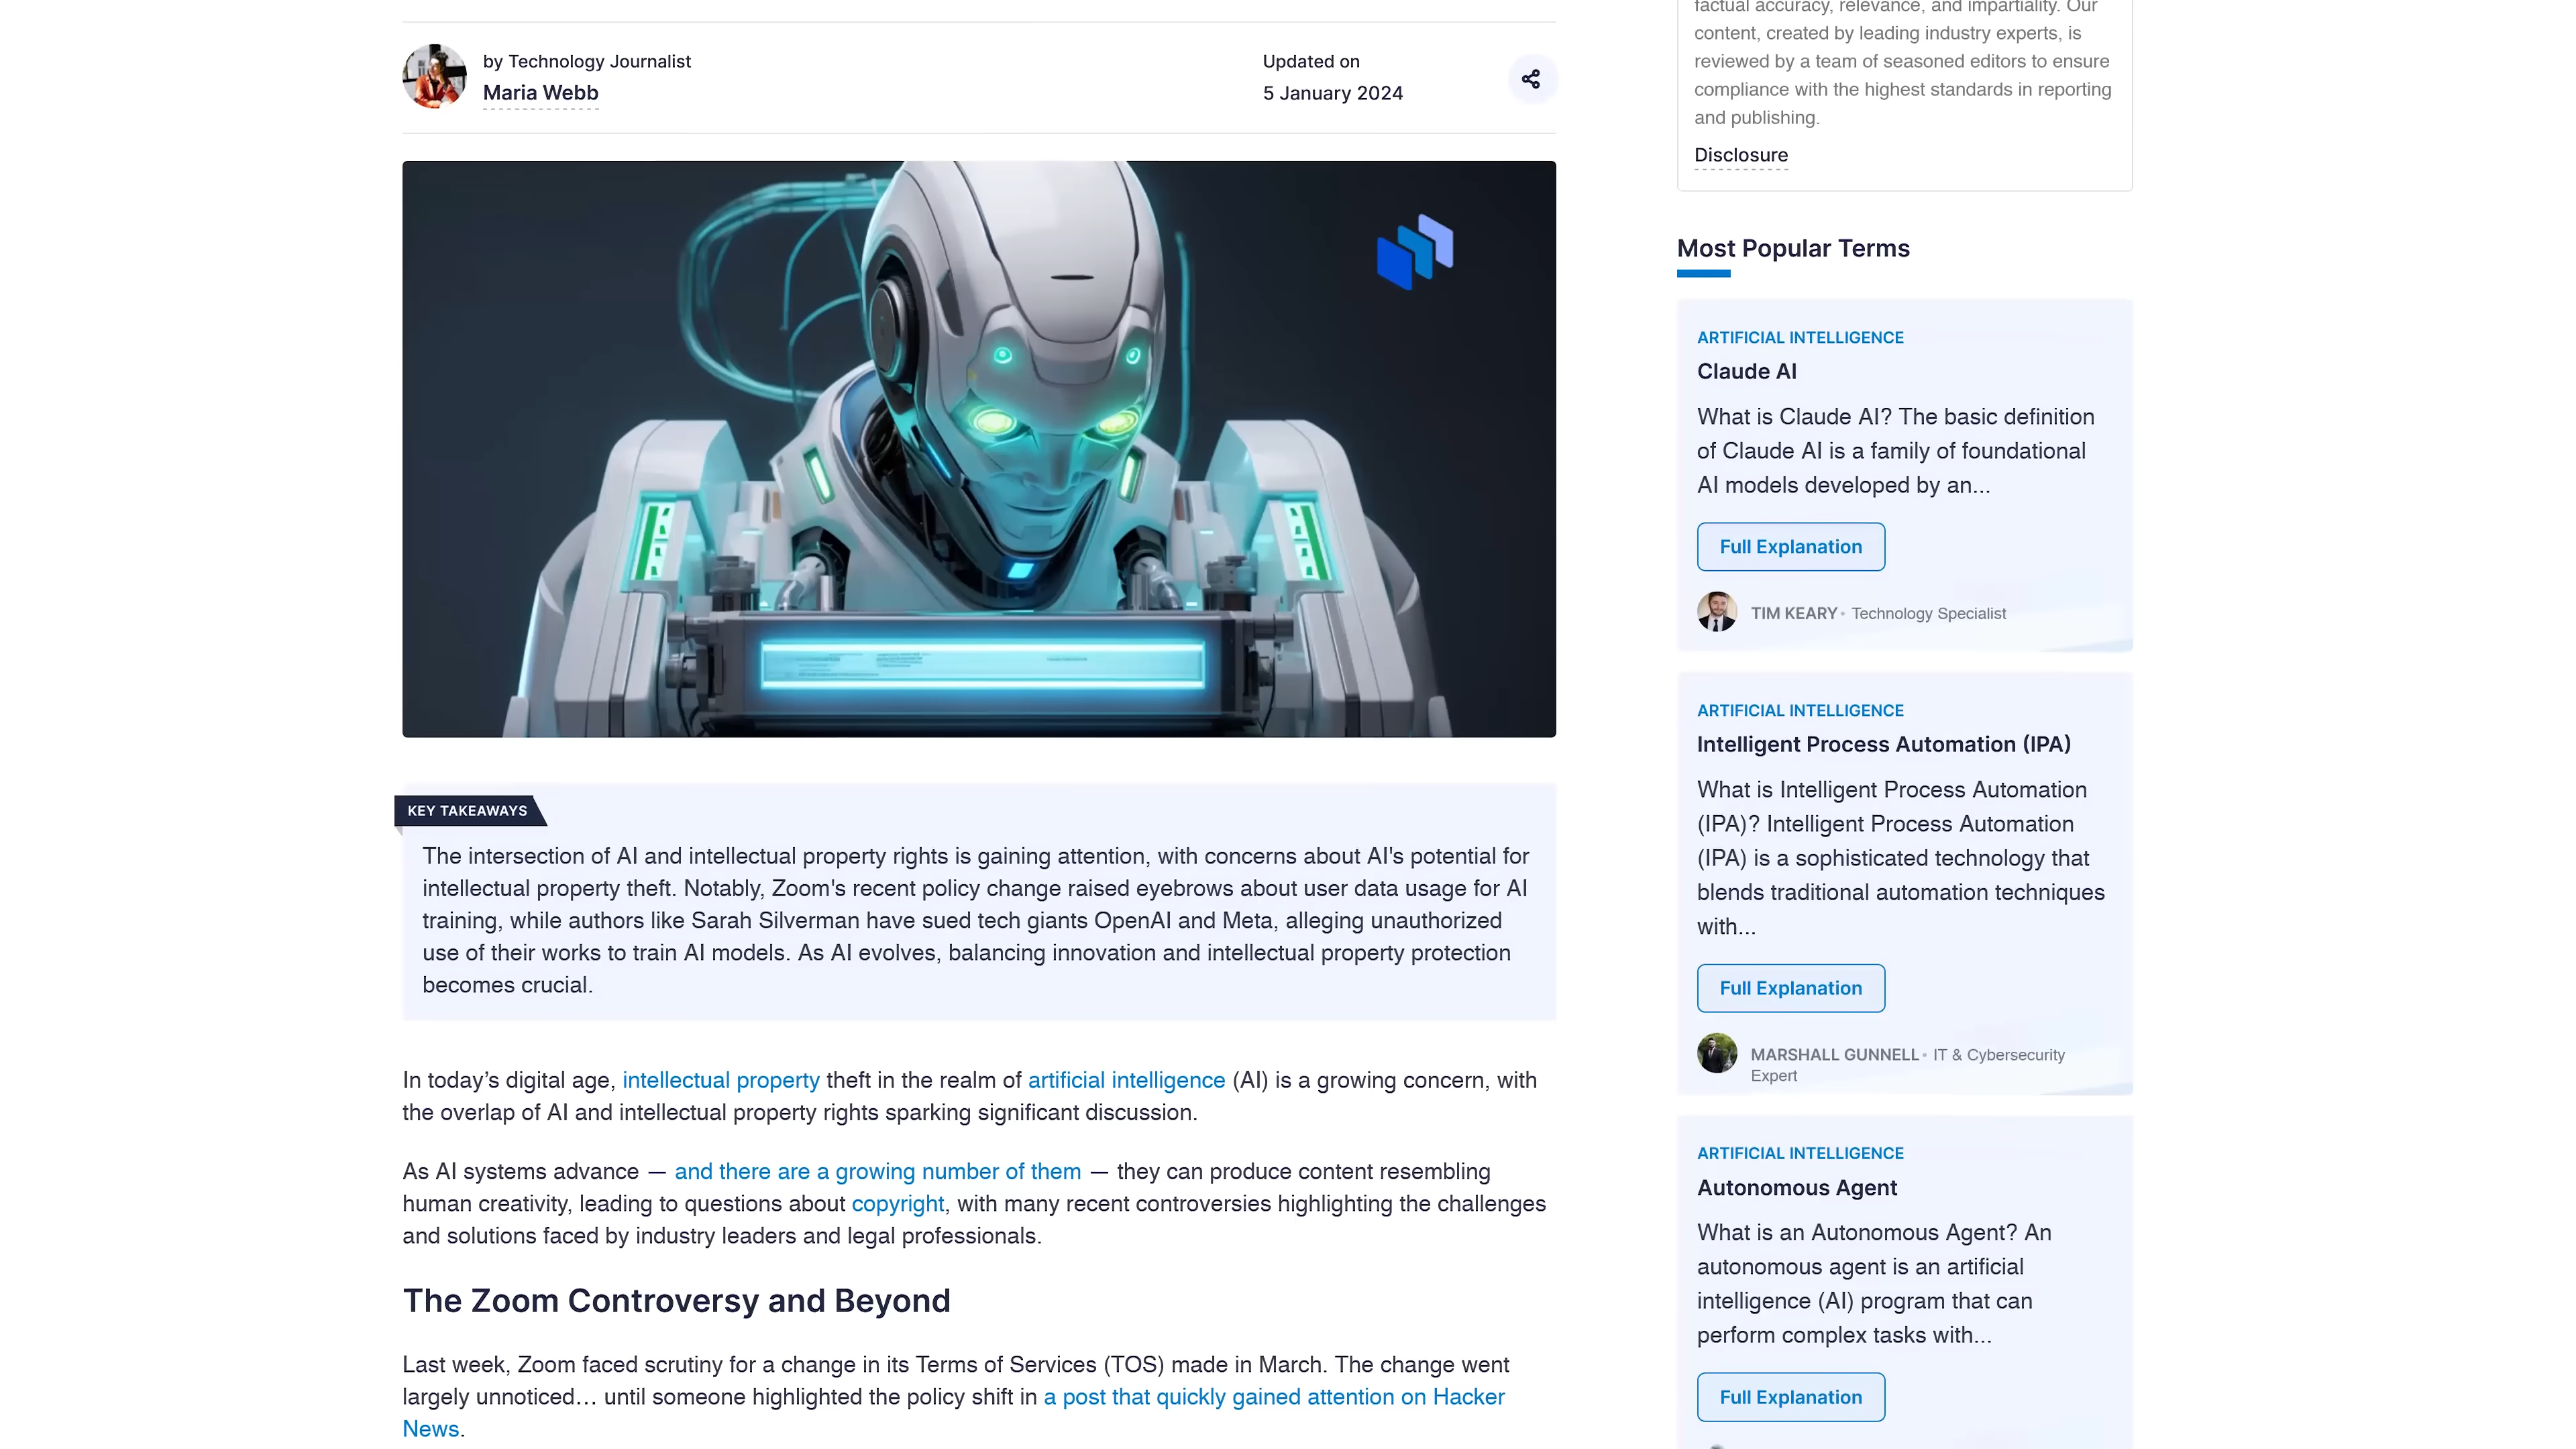 by Technology Journalist
Maria Webb
Updated on
5 January 2024
KEY TAKEAWAYS
The intersection of AI and intellectual property rights is gaining attention, with concerns about AI's potential for
intellectual property theft. Notably, Zoom's recent policy change raised eyebrows about user data usage for AI
training, while authors like Sarah Silverman have sued tech giants OpenAI and Meta, alleging unauthorized
use of their works to train AI models. As AI evolves, balancing innovation and intellectual property protection
becomes crucial.
In today’s digital age, intellectual property theft in the realm of artificial intelligence (AI) is a growing concern, with
the overlap of AI and intellectual property rights sparking significant discussion.
As AI systems advance — and there are a growing number of them — they can produce content resembling
human creativity, leading to questions about copyright, with many recent controversies highlighting the challenges
and solutions faced by industry leaders and legal professionals.
The Zoom Controversy and Beyond
Last week, Zoom faced scrutiny for a change in its Terms of Services (TOS) made in March. The change went
largely unnoticed… until someone highlighted the policy shift in a post that quickly gained attention on Hacker
News.
factual accuracy, relevance, and impartiality. Our
content, created by leading industry experts, is
reviewed by a team of seasoned editors to ensure
compliance with the highest standards in reporting
and publishing.
Disclosure
Most Popular Terms
ARTIFICIAL INTELLIGENCE
Claude AI
What is Claude AI? The basic definition
of Claude AI is a family of foundational
AI models developed by an...
Full Explanation
TIM KEARY • Technology Specialist
ARTIFICIAL INTELLIGENCE
Intelligent Process Automation (IPA)
What is Intelligent Process Automation
(IPA)? Intelligent Process Automation
(IPA) is a sophisticated technology that
blends traditional automation techniques
with...
Full Explanation
MARSHALL GUNNELL • IT & Cybersecurity
Expert
ARTIFICIAL INTELLIGENCE
Autonomous Agent
What is an Autonomous Agent? An
autonomous agent is an artificial
intelligence (AI) program that can
perform complex tasks with...
Full Explanation